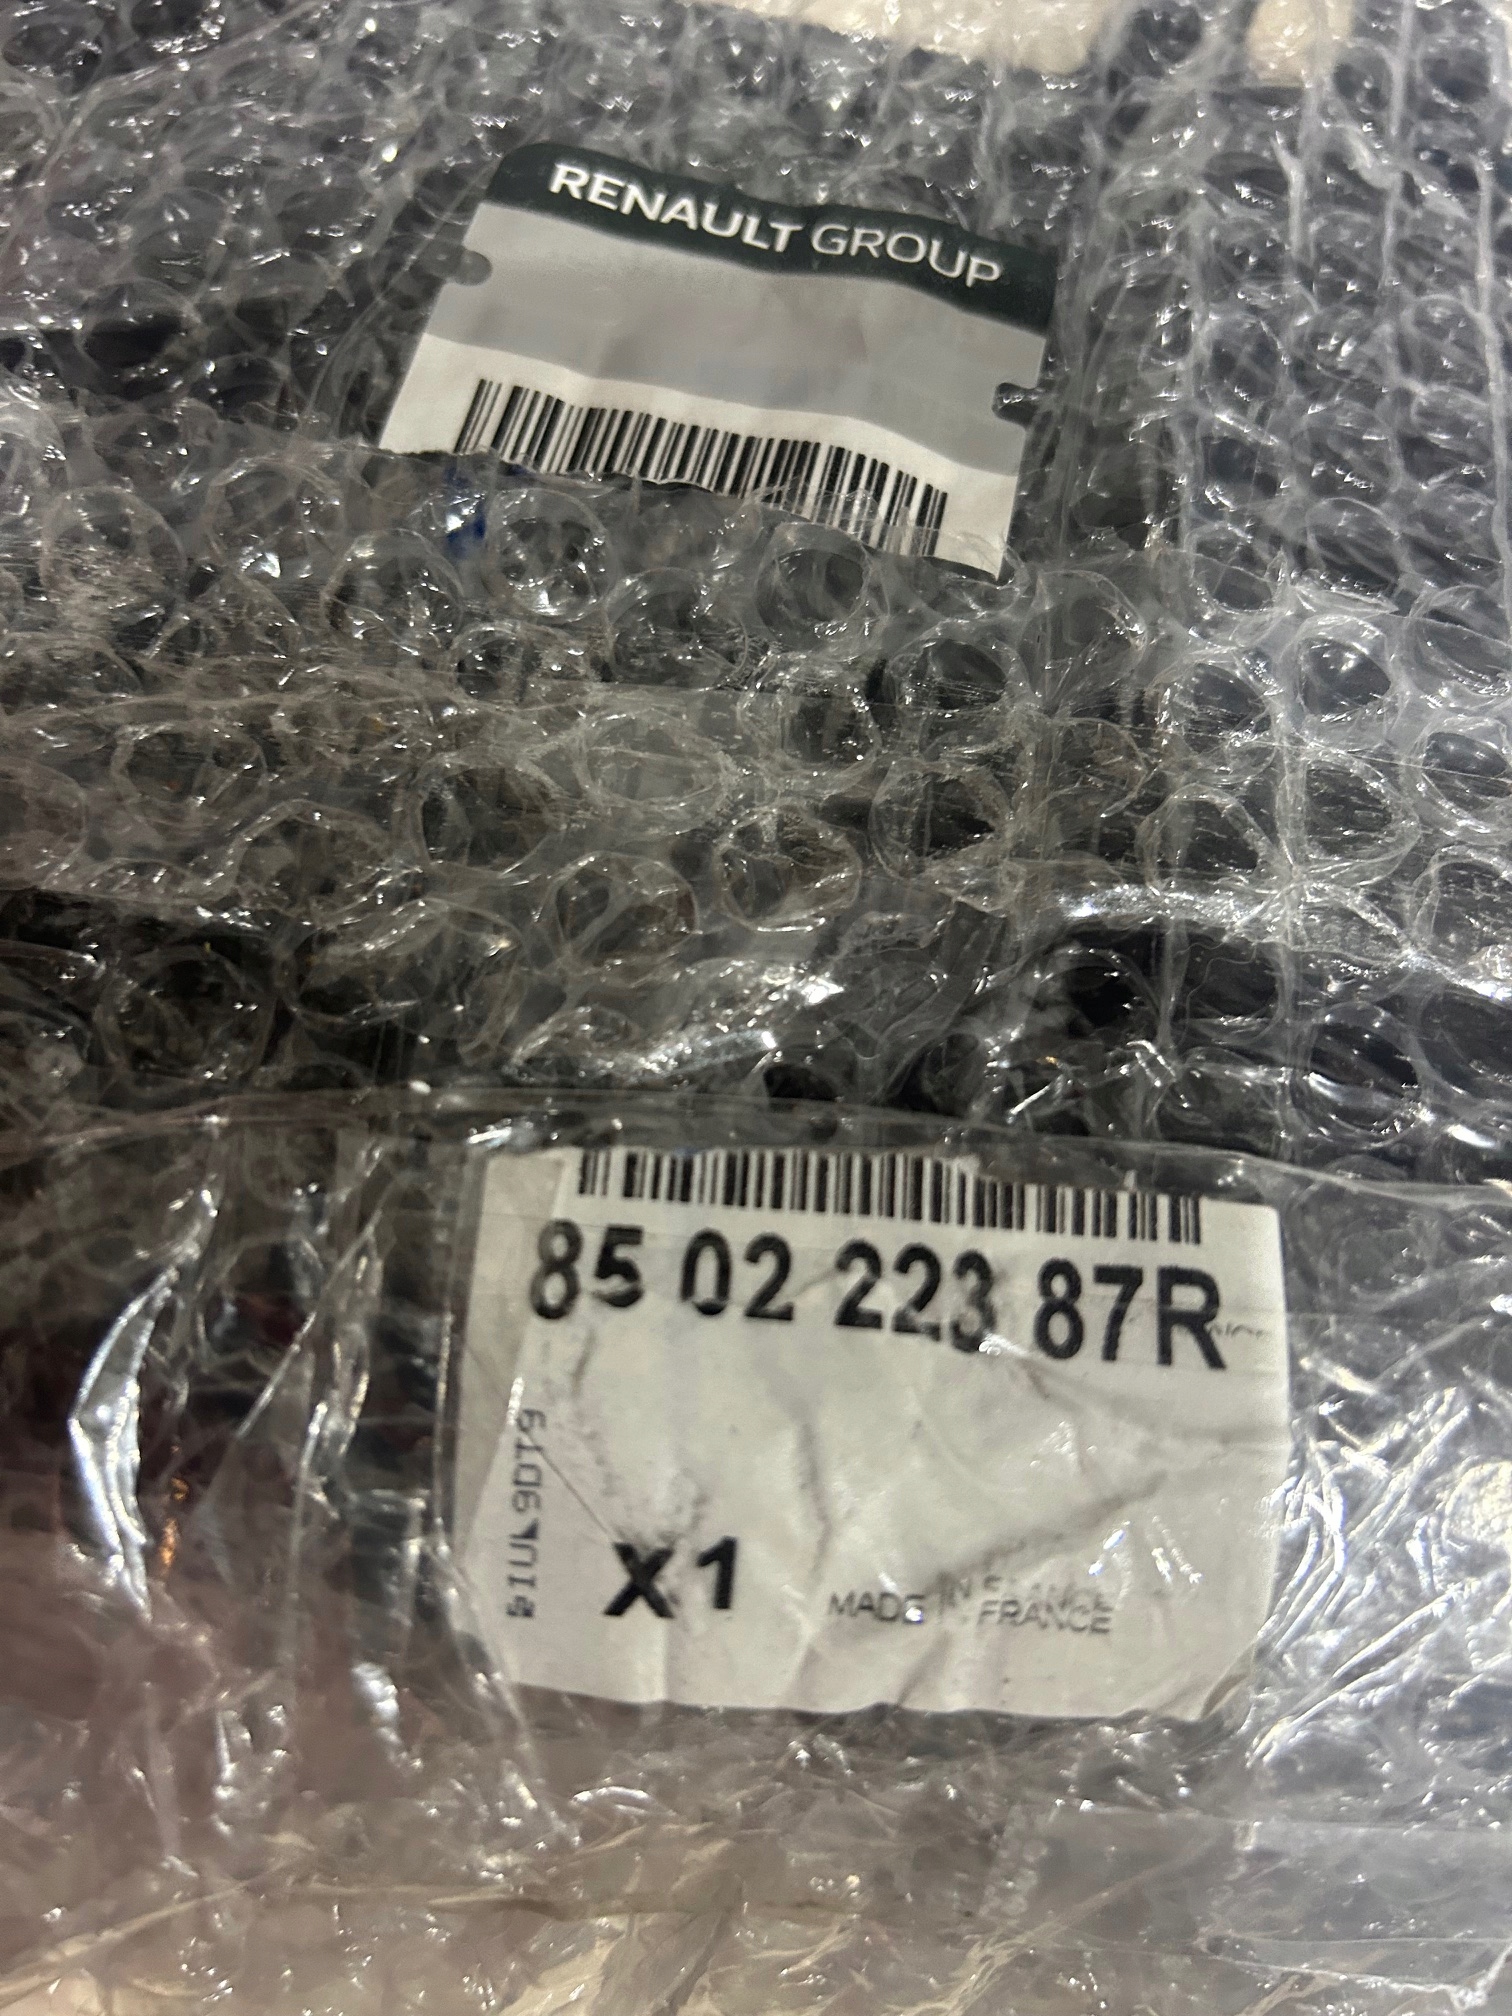 RENAULT GROUP
85 02 223 87R
X1
MADE IN FRANCE